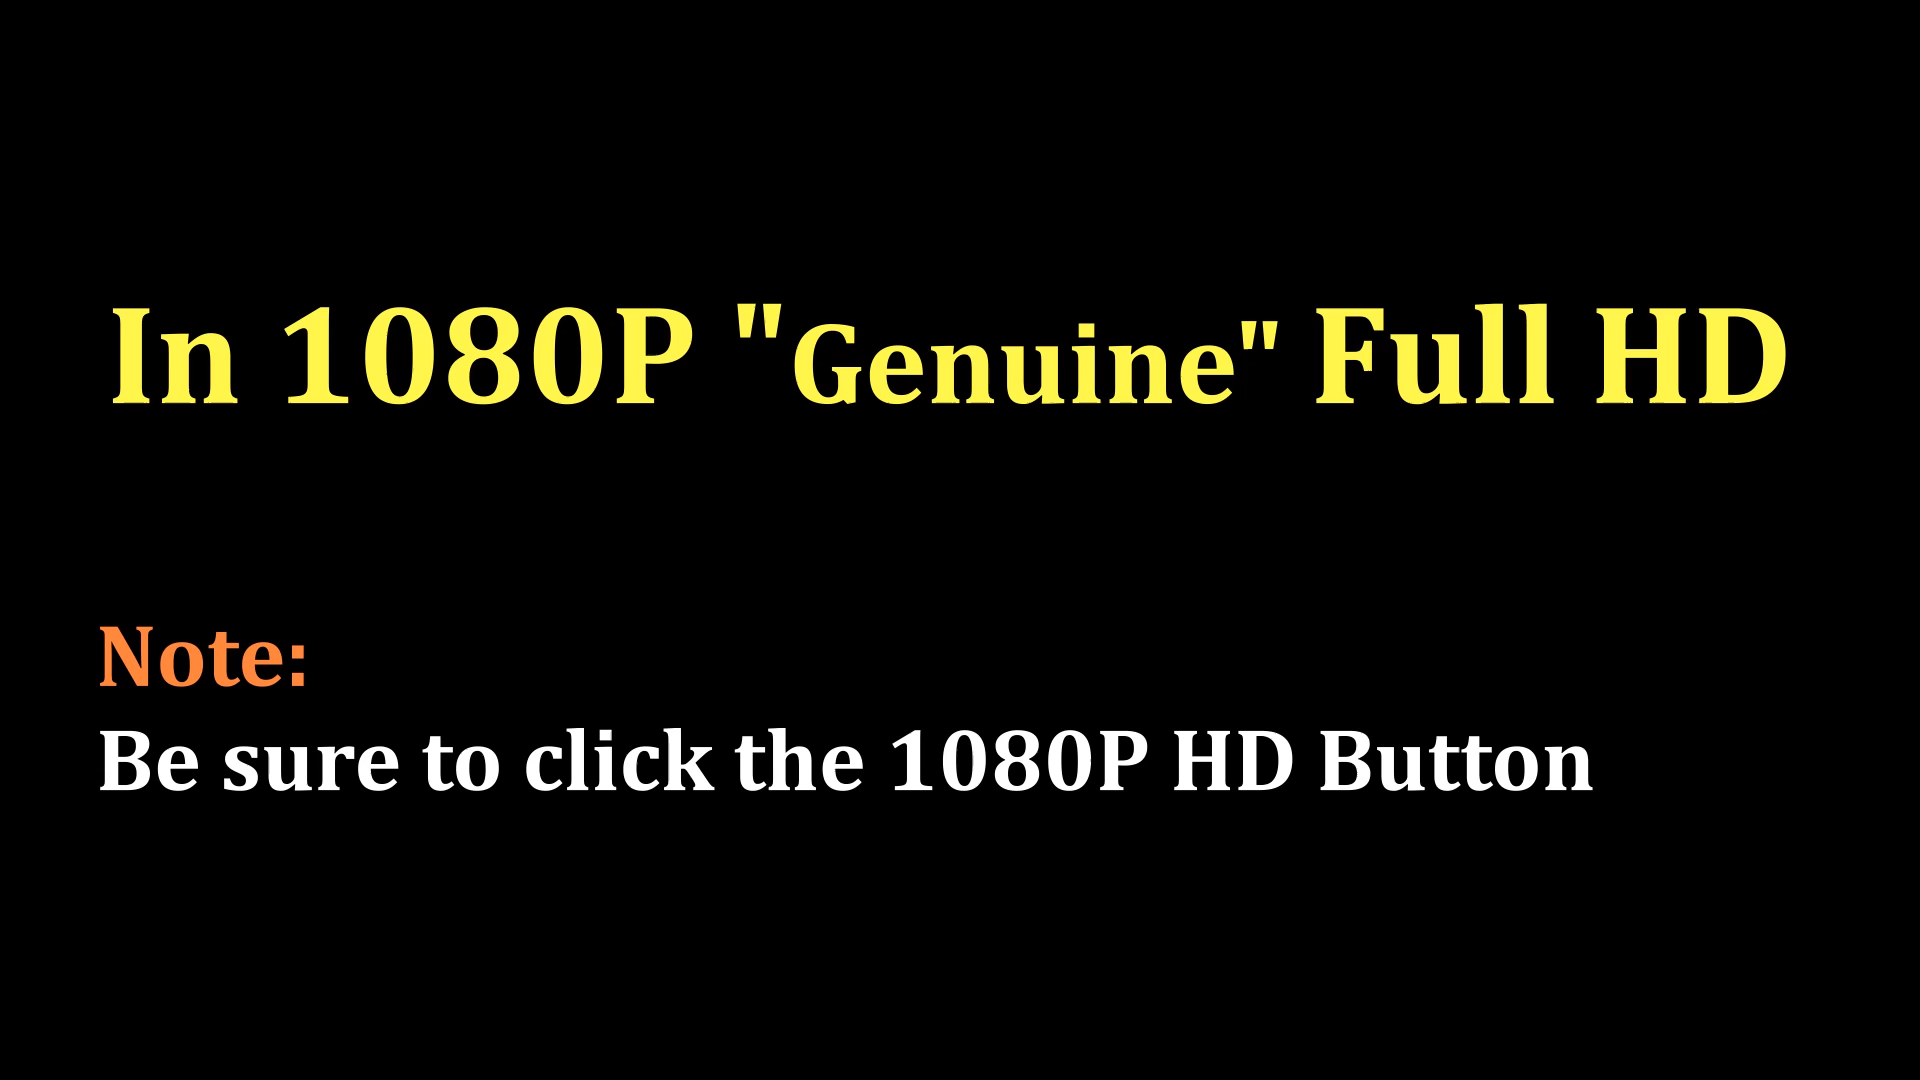 In 1080P "Genuine" Full HD
Note:
Be sure to click the 1080P HD Button